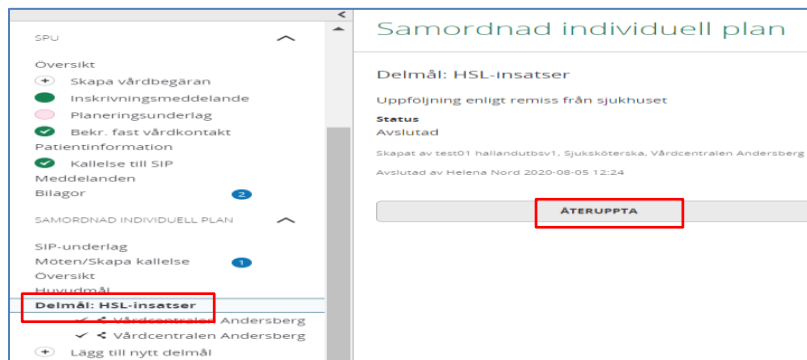 SPU
Översikt
Skapa vårdbegäran
Inskrivningsmeddelande
Planeringsunderlag
Bekr. fast vårdkontakt
Patientinformation
Kallelse till SIP
Meddelanden
Bilagor 2
SAMORDNAD INDIVIDUELL PLAN
SIP-underlag
Möten/Skapa kallelse 1
Översikt
Huvudmål
Delmål: HSL-insatser
Vårdcentralen Andersberg
Vårdcentralen Andersberg
Lägg till nytt delmål
Samordnad individuell plan
Delmål: HSL-insatser
Uppföljning enligt remiss från sjukhuset
Status
Avslutad
Skapat av test01 hallandutbsv1, Sjuksköterska, Vårdcentralen Andersberg
Avslutad av Helena Nord 2020-08-05 12:24
ÅTERUPPTA